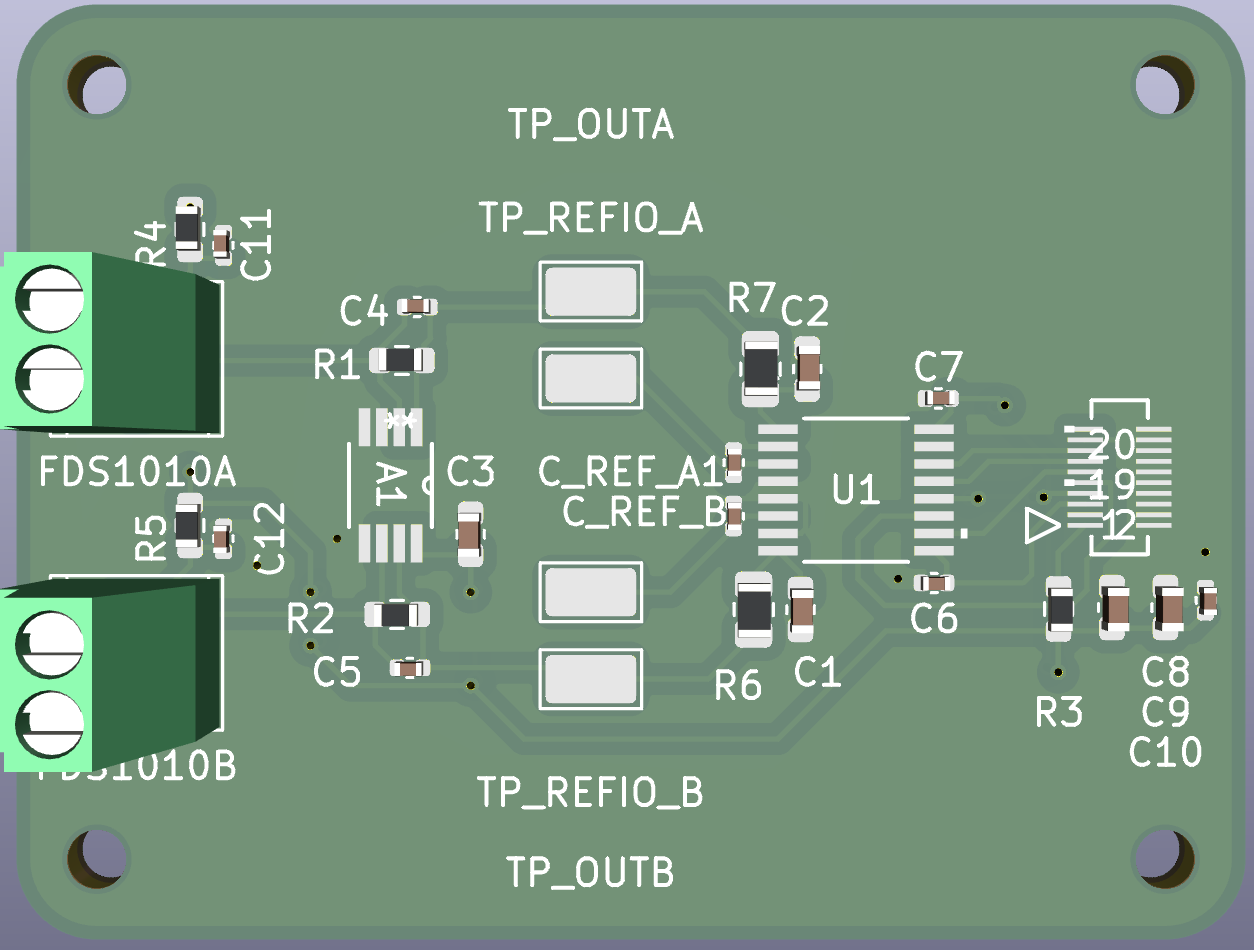 TP_OUTA
TP_REFIO_A
R4
C11
C4
R7
C2
R1
C7
**
20
FDS1010A
A1
C3
C_REF_A1
U1
19
C_REF_B
12
R5
C12
R2
C6
C5
R6
C1
C8
R3
C9
FDS1010B
C10
TP_REFIO_B
TP_OUTB